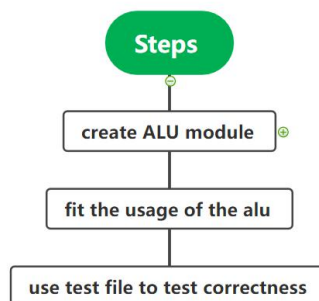 Steps
create ALU module
fit the usage of the alu
use test file to test correctness